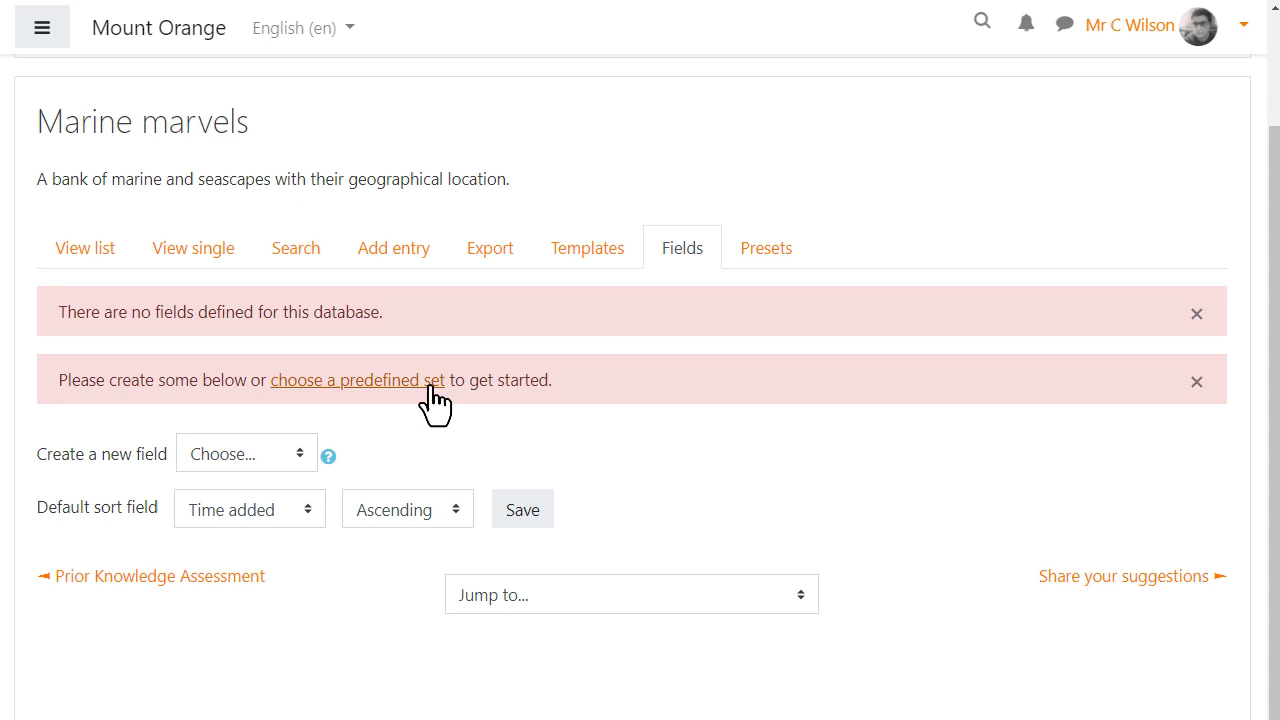 Mount Orange English (en) Mr C Wilson
Marine marvels
A bank of marine and seascapes with their geographical location.
View list View single Search Add entry Export Templates Fields Presets
There are no fields defined for this database. ×
Please create some below or choose a predefined set to get started. ×
Create a new field Choose... ?
Default sort field Time added Ascending Save
◄ Prior Knowledge Assessment Share your suggestions ►
Jump to...